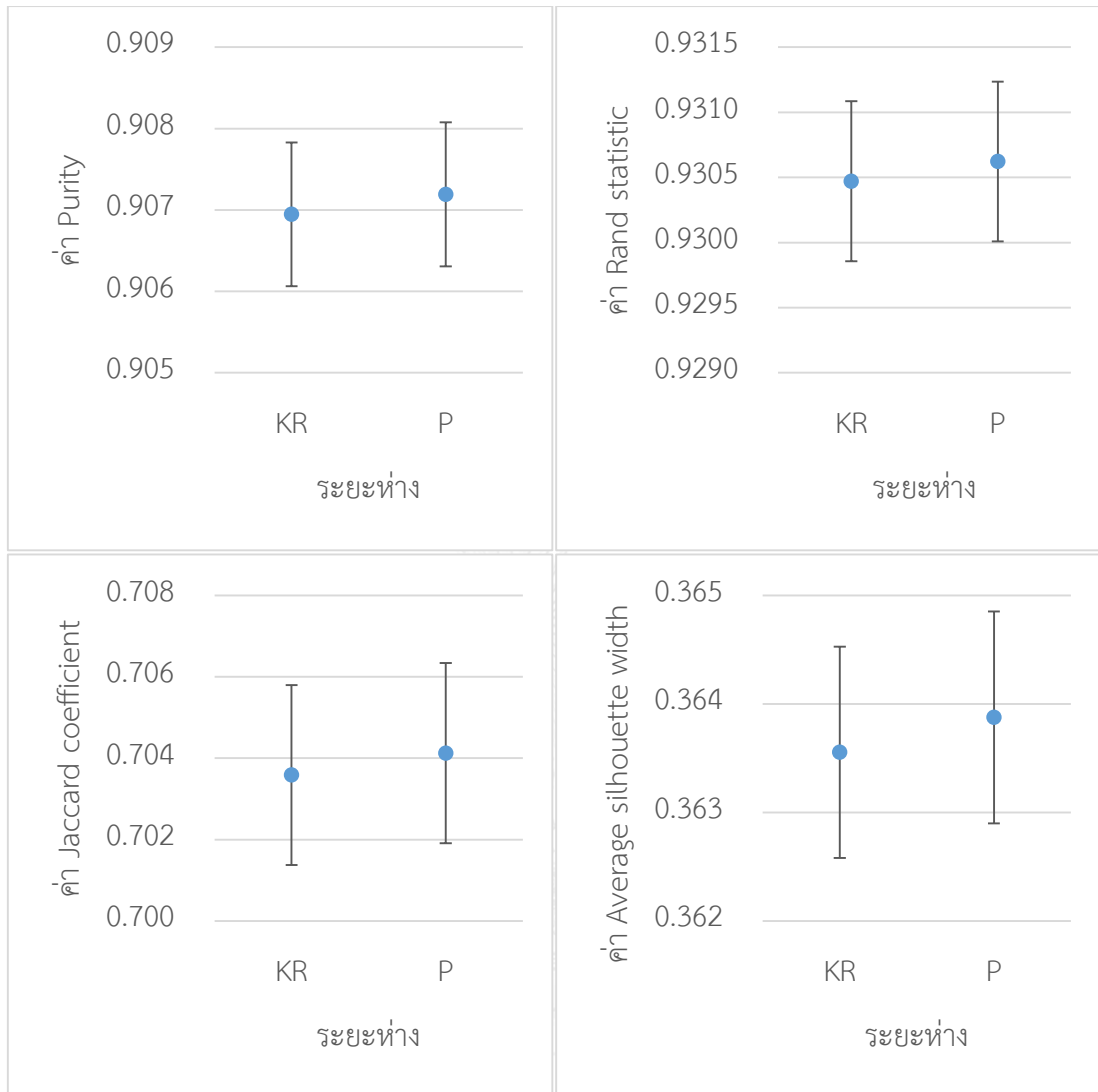 ค่า Purity
0.909
0.908
0.907
0.906
0.905
KR P
ระยะห่าง
ค่า Rand statistic
0.9315
0.9310
0.9305
0.9300
0.9295
0.9290
KR P
ระยะห่าง
ค่า Jaccard coefficient
0.708
0.706
0.704
0.702
0.700
KR P
ระยะห่าง
ค่า Average silhouette width
0.365
0.364
0.363
0.362
KR P
ระยะห่าง